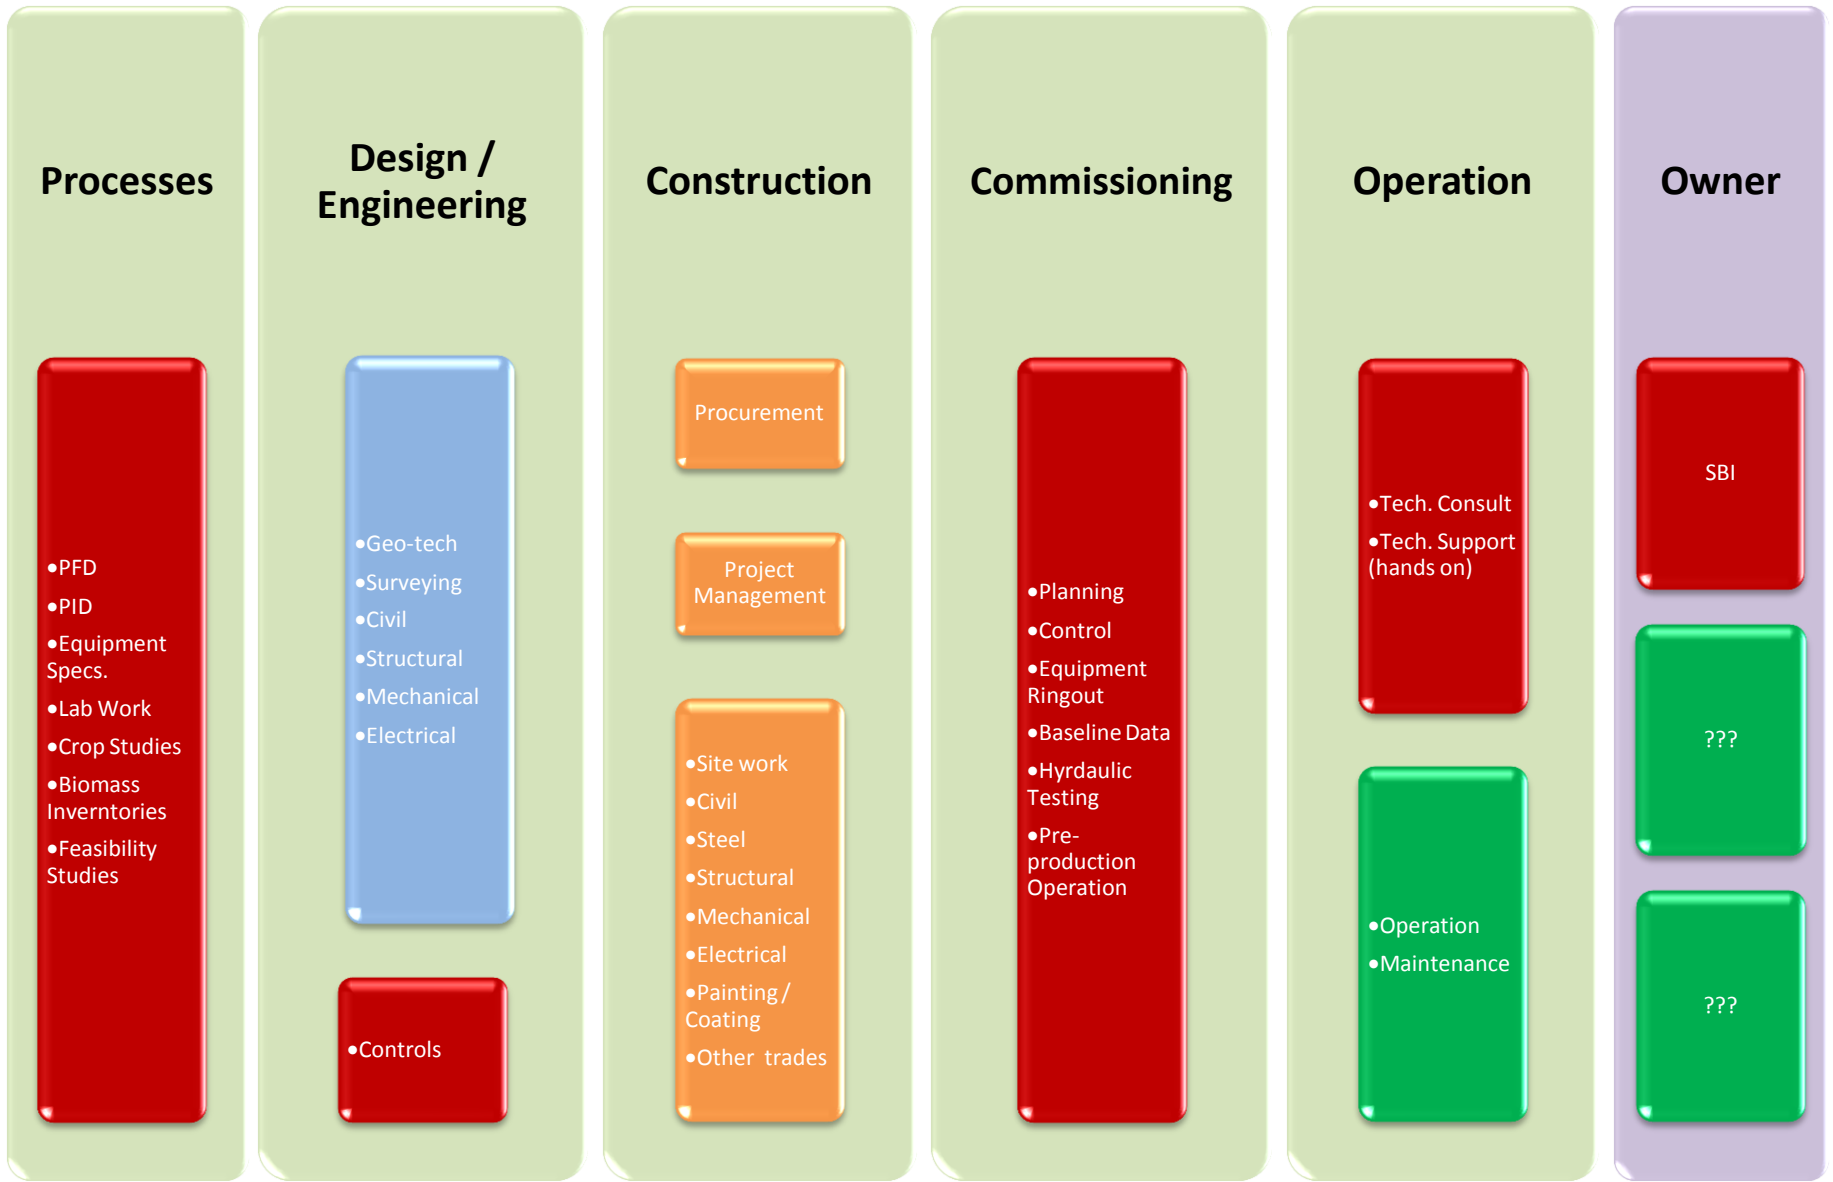 Processes
•PFD
•PID
•Equipment
Specs.
•Lab Work
•Crop Studies
•Biomass
Inverntories
•Feasibility
Studies
Design /
Engineering
•Geo-tech
•Surveying
•Civil
•Structural
•Mechanical
•Electrical
•Controls
Construction
Procurement
Project
Management
•Site work
•Civil
•Steel
•Structural
•Mechanical
•Electrical
•Painting /
Coating
•Other trades
Commissioning
•Planning
•Control
•Equipment
Ringout
•Baseline Data
•Hyrdaulic
Testing
•Pre-
production
Operation
Operation
•Tech. Consult
•Tech. Support
(hands on)
•Operation
•Maintenance
Owner
SBI
???
???